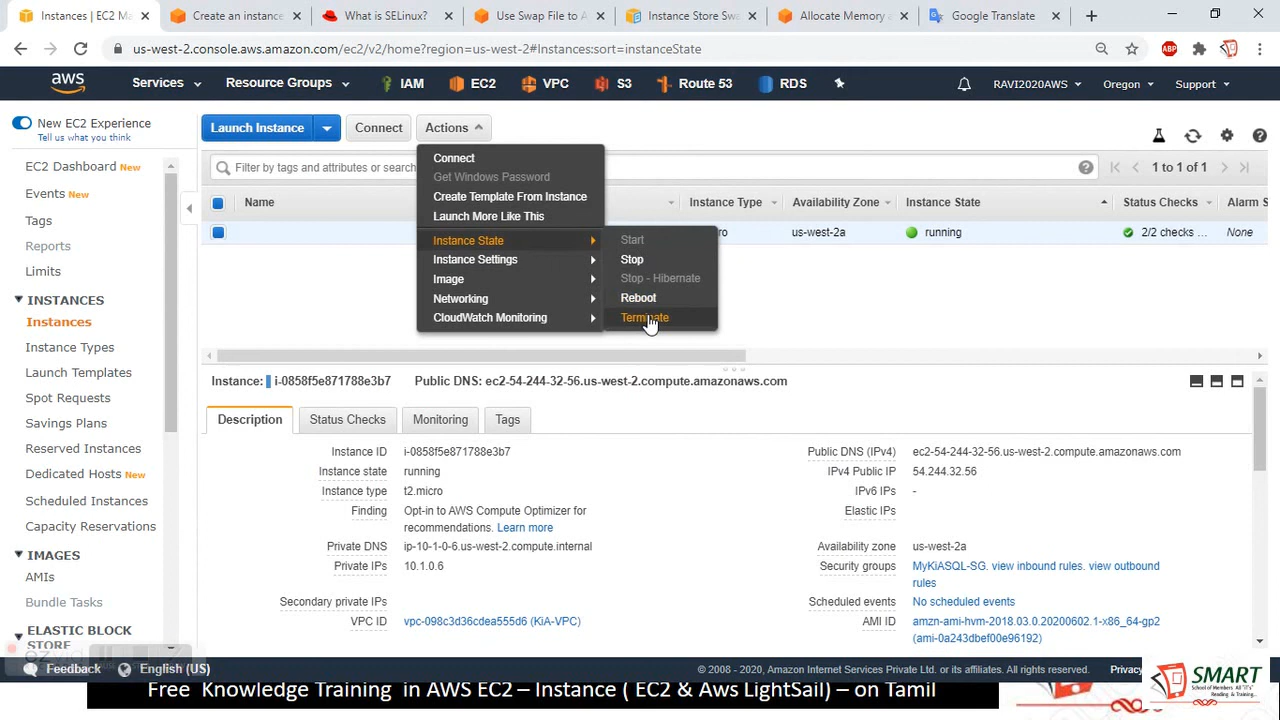 Instances | EC2 Ma
Create an instance
What is SELinux?
Use Swap File to A
Instance Store Swa
Allocate Memory
Google Translate
us-west-2.console.aws.amazon.com/ec2/v2/home?region=us-west-2#Instances:sort=instanceState
ABP
aws
Services
Resource Groups
IAM
EC2
VPC
S3
Route 53
RDS
RAVI2020AWS
Oregon
Support
New EC2 Experience
Tell us what you think
Launch Instance
Connect
Actions
EC2 Dashboard New
Events New
Tags
Reports
Limits
INSTANCES
Instances
Instance Types
Launch Templates
Spot Requests
Savings Plans
Reserved Instances
Dedicated Hosts New
Scheduled Instances
Capacity Reservations
IMAGES
AMIs
Bundle Tasks
ELASTIC BLOCK
STORE
Filter by tags and attributes or search
1 to 1 of 1
Name
Instance Type
Availability Zone
Instance State
Status Checks
Alarm S
us-west-2a
running
2/2 checks ...
None
Connect
Get Windows Password
Create Template From Instance
Launch More Like This
Instance State
Instance Settings
Image
Networking
CloudWatch Monitoring
Start
Stop
Stop - Hibernate
Reboot
Terminate
Instance: i-0858f5e871788e3b7 Public DNS: ec2-54-244-32-56.us-west-2.compute.amazonaws.com
Description
Status Checks
Monitoring
Tags
Instance ID i-0858f5e871788e3b7
Instance state running
Instance type t2.micro
Finding Opt-in to AWS Compute Optimizer for
recommendations. Learn more
Private DNS ip-10-1-0-6.us-west-2.compute.internal
Private IPs 10.1.0.6
Secondary private IPs
VPC ID vpc-098c3d36cdea555d6 (KiA-VPC)
Public DNS (IPv4) ec2-54-244-32-56.us-west-2.compute.amazonaws.com
IPv4 Public IP 54.244.32.56
IPv6 IPs -
Elastic IPs
Availability zone us-west-2a
Security groups MyKiASQL-SG. view inbound rules. view outbound
rules
Scheduled events No scheduled events
AMI ID amzn-ami-hvm-2018.03.0.20200602.1-x86_64-gp2
(ami-0a243dbef00e96192)
Feedback
English (US)
© 2008 - 2020, Amazon Internet Services Private Ltd. or its affiliates. All rights reserved.
Privacy
Free Knowledge Training in AWS EC2 – Instance ( EC2 & Aws LightSail) – on Tamil
SMART
School of Members All "iT"s
Reading & Training...